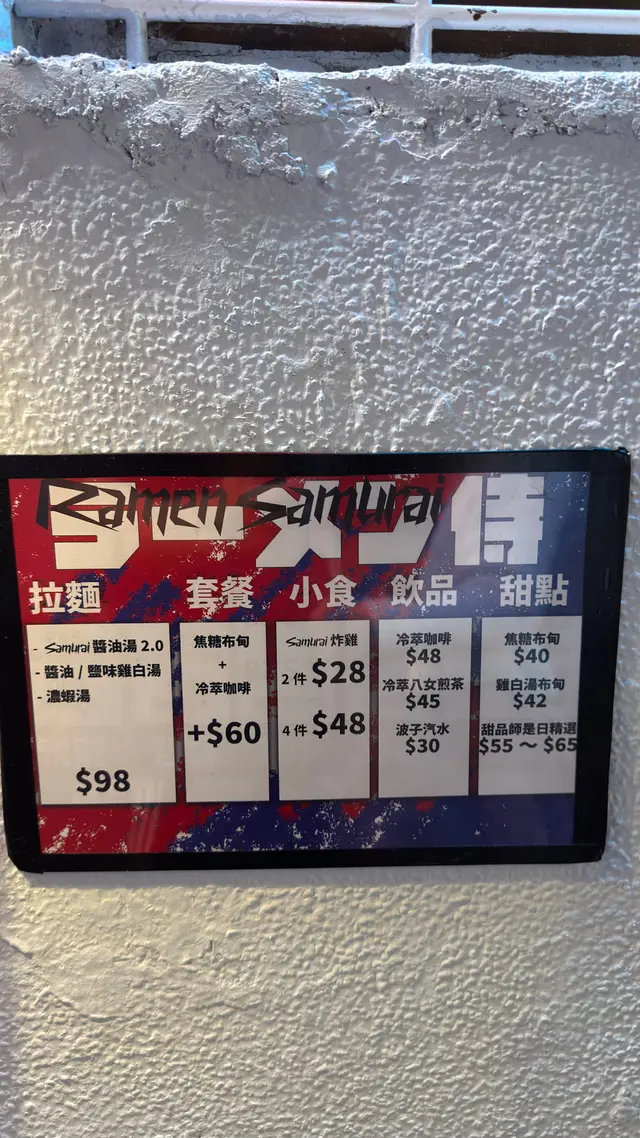 Ramen Samurai
ラーメン侍
拉麵
- Samurai 醬油湯 2.0
- 醬油 / 鹽味雞白湯
- 濃蝦湯
$98
套餐
焦糖布甸
+
冷萃咖啡
+$60
小食
Samurai 炸雞
2 件 $28
4 件 $48
飲品
冷萃咖啡
$48
冷萃八女煎茶
$45
波子汽水
$30
甜點
焦糖布甸
$40
雞白湯布甸
$42
甜品師是日精選
$55 ～ $65